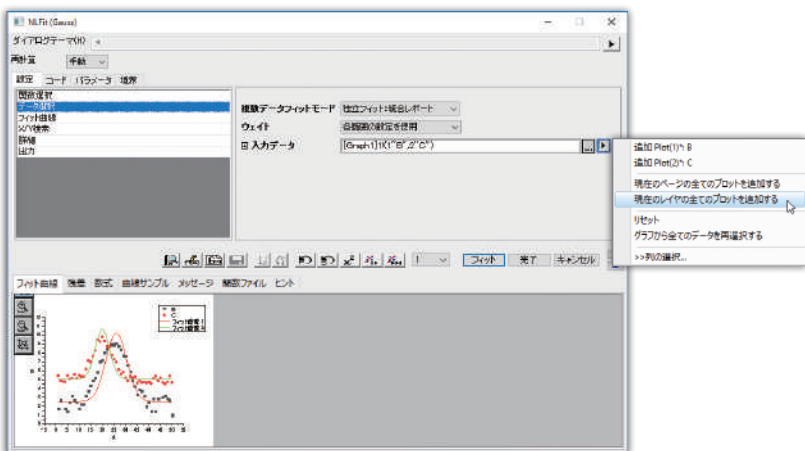 NLFit (Gauss)
ダイアログテーマ(H)
再計算 手動
設定 コード パラメータ 境界
関数選択
データ選択
フィット曲線
X/Y検索
詳細
出力
複数データフィットモード 独立フィット:統合レポート
ウェイト 各範囲の設定を使用
入力データ [Graph1]1!(1"B",2"C")
追加 Plot(1): B
追加 Plot(2): C
現在のページの全てのプロットを追加する
現在のレイヤの全てのプロットを追加する
リセット
グラフから全てのデータを再選択する
>>列の選択...
フィット 完了 キャンセル
フィット曲線 残差 数式 曲線サンプル メッセージ 関数ファイル ヒント
B
C
フィット曲線 1